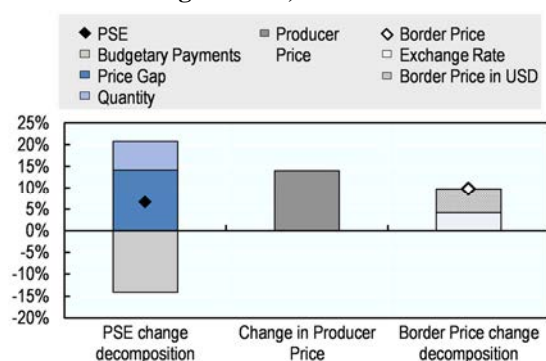 PSE
Budgetary Payments
Price Gap
Quantity
Producer
Price
Border Price
Exchange Rate
Border Price in USD
25%
20%
15%
10%
5%
0%
-5%
-10%
-15%
-20%
PSE change
decomposition
Change in Producer
Price
Border Price change
decomposition